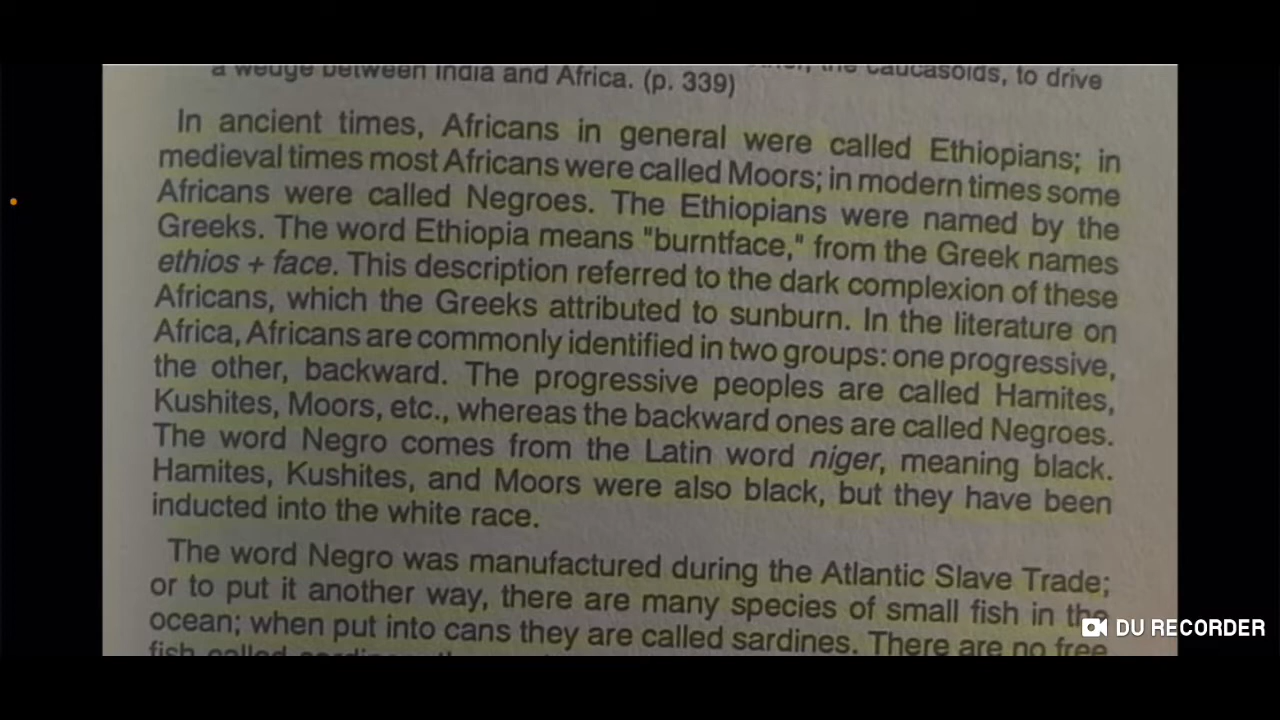 a wedge between India and Africa. (p. 339) the caucasoids, to drive
In ancient times, Africans in general were called Ethiopians; in
medieval times most Africans were called Moors; in modern times some
Africans were called Negroes. The Ethiopians were named by the
Greeks. The word Ethiopia means "burntface," from the Greek names
ethios + face. This description referred to the dark complexion of these
Africans, which the Greeks attributed to sunburn. In the literature on
Africa, Africans are commonly identified in two groups: one progressive,
the other, backward. The progressive peoples are called Hamites,
Kushites, Moors, etc., whereas the backward ones are called Negroes.
The word Negro comes from the Latin word niger, meaning black.
Hamites, Kushites, and Moors were also black, but they have been
inducted into the white race.
The word Negro was manufactured during the Atlantic Slave Trade;
or to put it another way, there are many species of small fish in the
ocean; when put into cans they are called sardines. There are no free
fish called
DU RECORDER